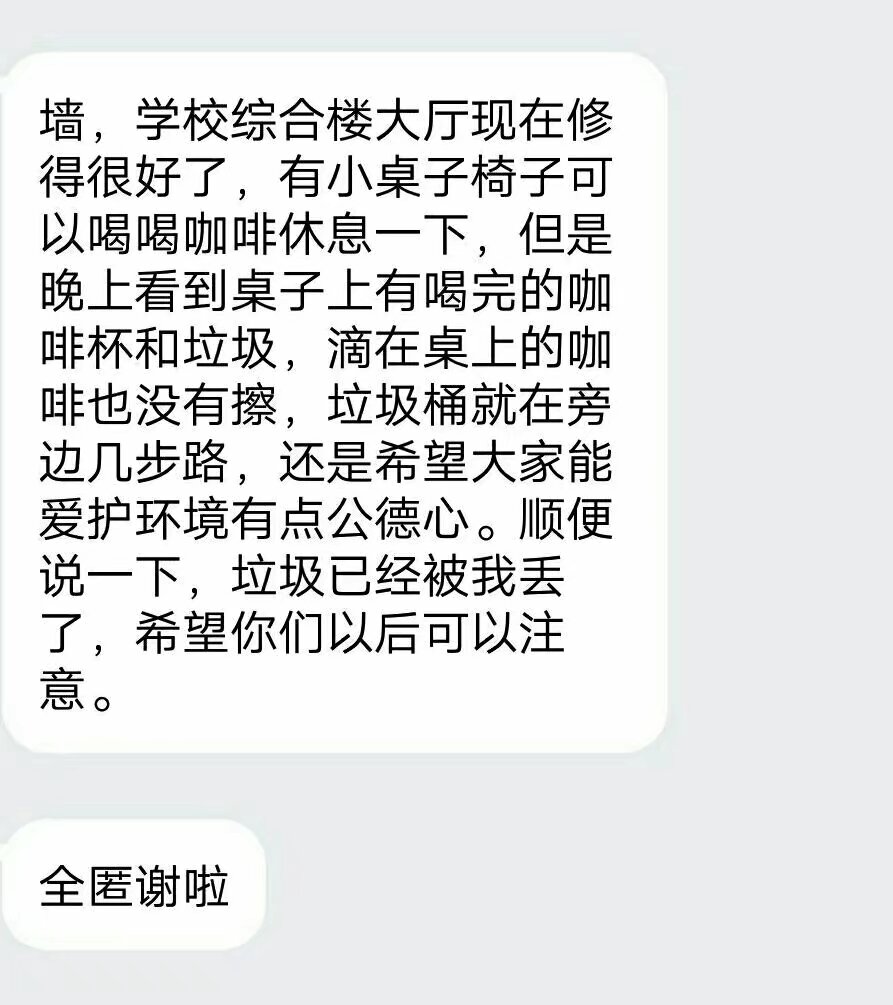 墙，学校综合楼大厅现在修
得很好了，有小桌子椅子可
以喝喝咖啡休息一下，但是
晚上看到桌子上有喝完的咖
啡杯和垃圾，滴在桌上的咖
啡也没有擦，垃圾桶就在旁
边几步路，还是希望大家能
爱护环境有点公德心。顺便
说一下，垃圾已经被我丢
了，希望你们以后可以注
意。
全匿谢啦